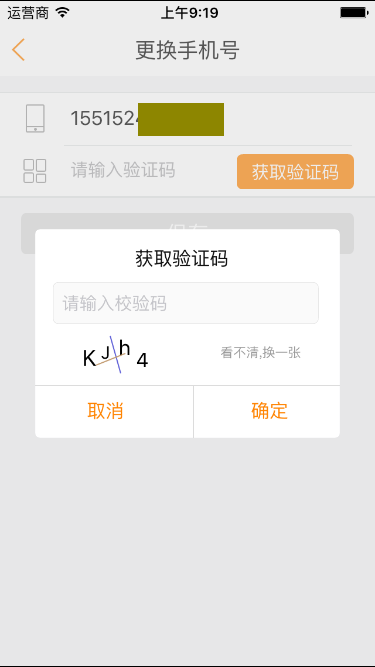 运营商 上午9:19
更换手机号
155152
请输入验证码 获取验证码
保存
获取验证码
请输入校验码
KJh4 看不清,换一张
取消 确定